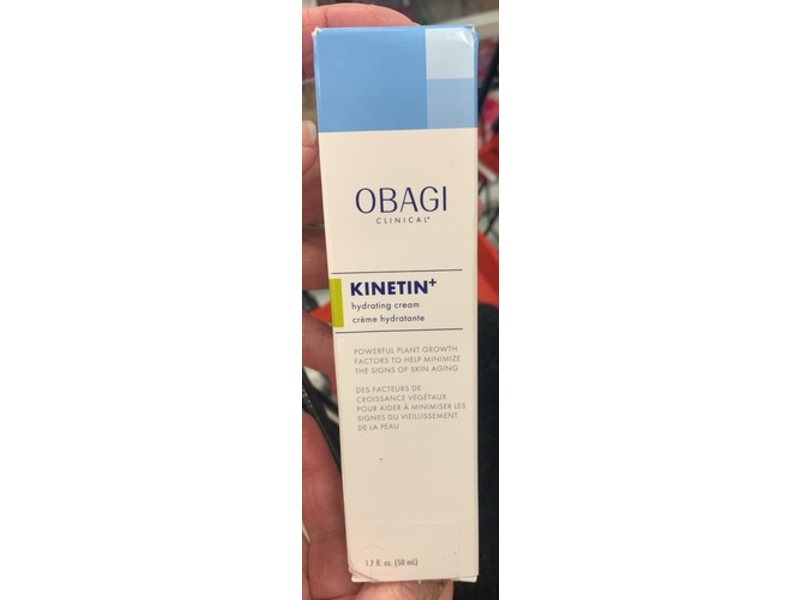 OBAGI
CLINICAL®
KINETIN+
hydrating cream
crème hydratante
POWERFUL PLANT GROWTH
FACTORS TO HELP MINIMIZE
THE SIGNS OF SKIN AGING
DES FACTEURS DE
CROISSANCE VÉGÉTAUX
POUR AIDER À MINIMISER LES
SIGNES DU VIEILLISSEMENT
DE LA PEAU
1.7 fl. oz. (50 mL)